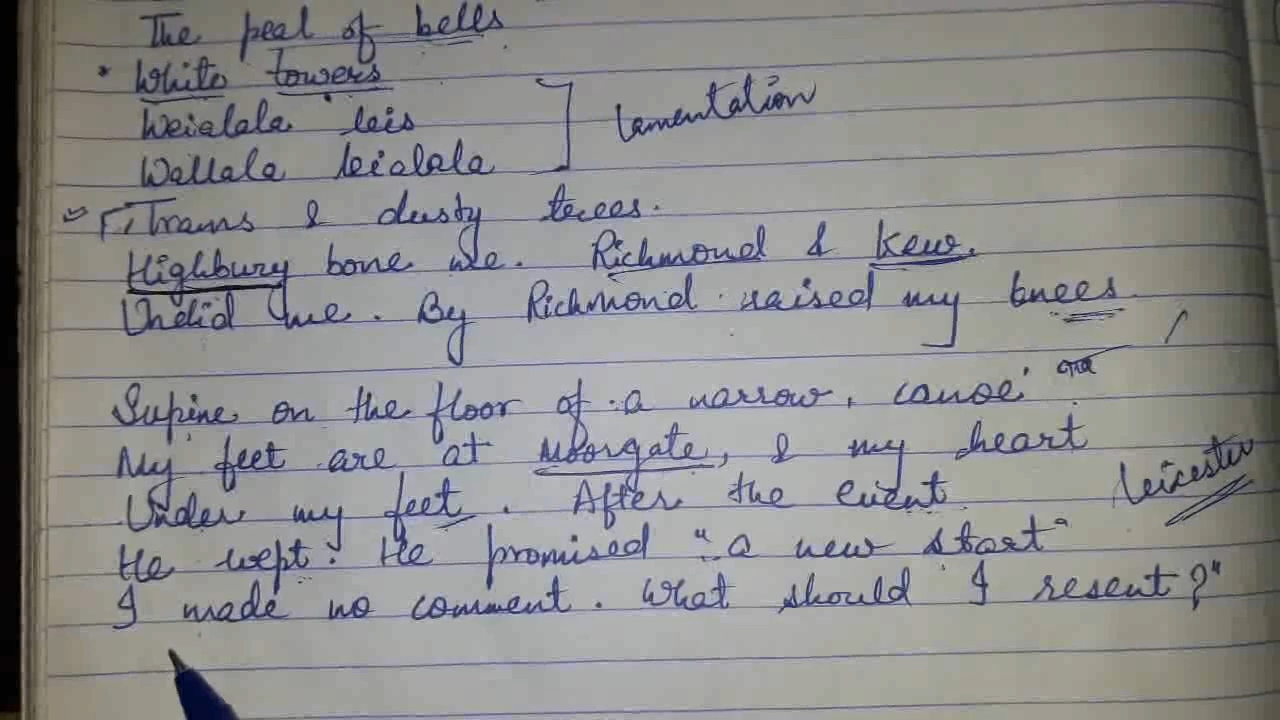 The peal of bells
* White towers
Weialala leis
Wallala leialala
lamentation
Trams & dusty trees.
Highbury bone me. Richmond & Kew.
Undid me. By Richmond raised my knees
Supine on the floor of a narrow, canoe
My feet are at Moorgate, & my heart
Under my feet. After the event
Leicester
He wept. He promised "a new start"
I made no comment. What should I resent?"